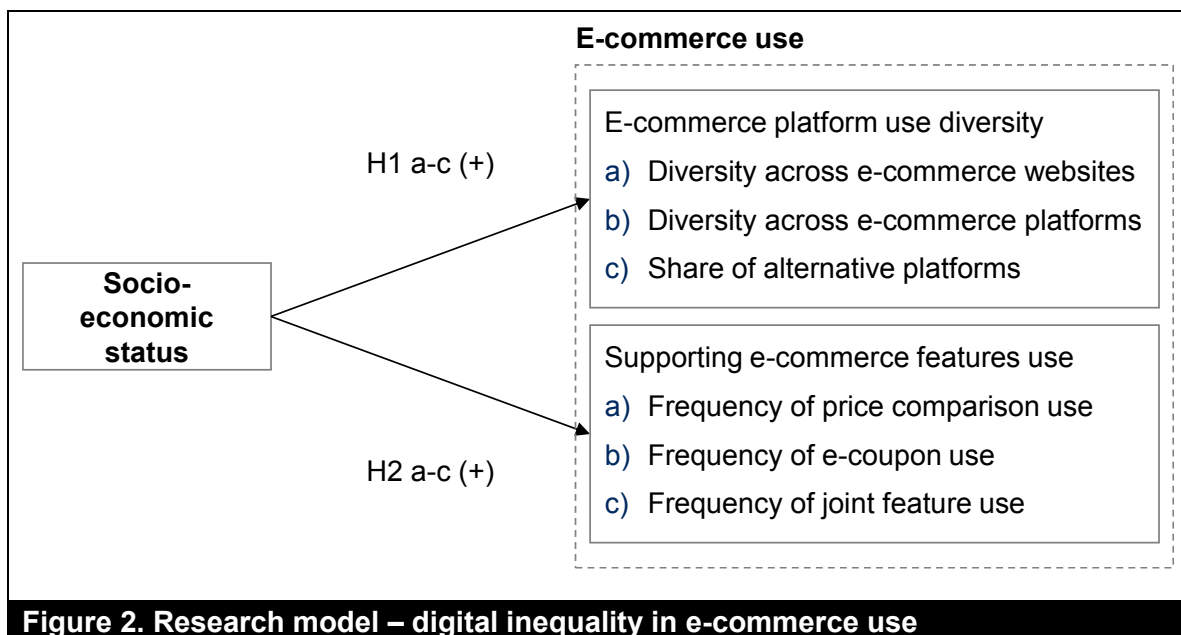 E-commerce use
E-commerce platform use diversity
a) Diversity across e-commerce websites
b) Diversity across e-commerce platforms
c) Share of alternative platforms
H1 a-c (+)
Socio-
economic
status
Supporting e-commerce features use
a) Frequency of price comparison use
b) Frequency of e-coupon use
c) Frequency of joint feature use
H2 a-c (+)
Figure 2. Research model – digital inequality in e-commerce use